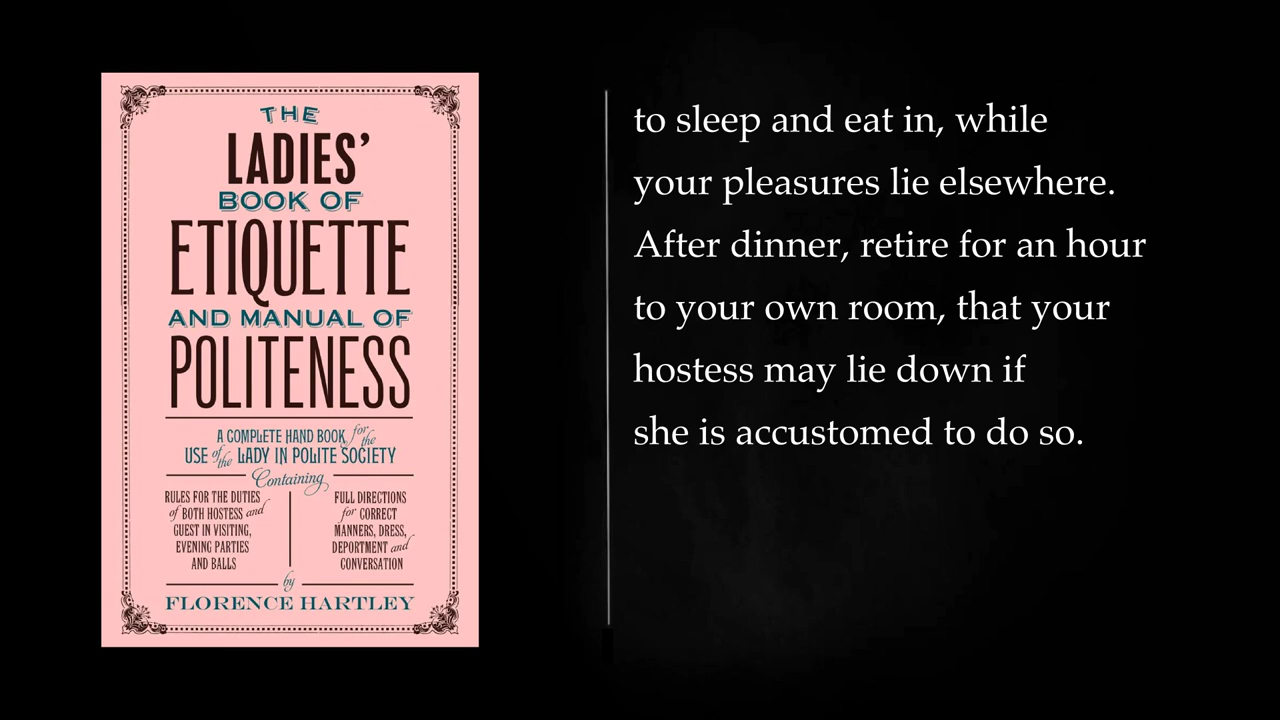 THE
LADIES'
BOOK OF
ETIQUETTE
AND MANUAL OF
POLITENESS
A COMPLETE HAND BOOK for the
USE of the LADY IN POLITE SOCIETY
Containing
RULES FOR THE DUTIES
of BOTH HOSTESS and
GUEST IN VISITING,
EVENING PARTIES
AND BALLS
FULL DIRECTIONS
for CORRECT
MANNERS, DRESS,
DEPORTMENT and
CONVERSATION
by
FLORENCE HARTLEY
to sleep and eat in, while
your pleasures lie elsewhere.
After dinner, retire for an hour
to your own room, that your
hostess may lie down if
she is accustomed to do so.